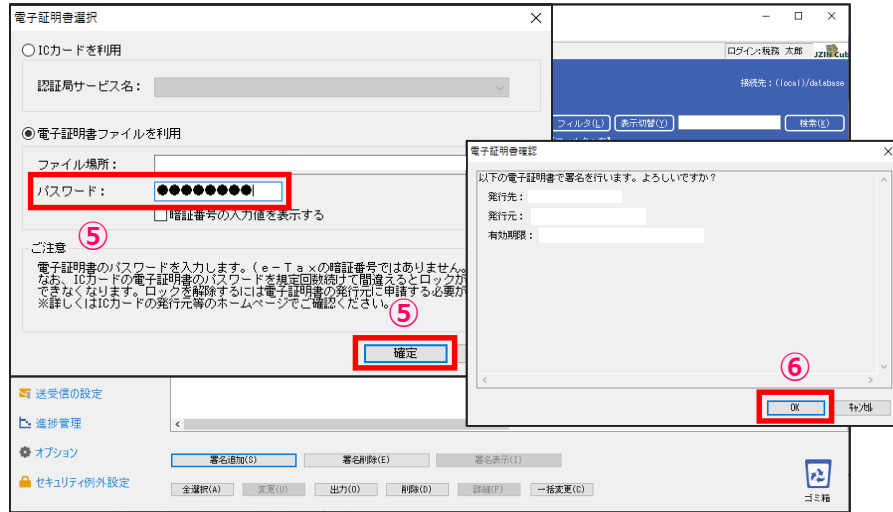 電子証明書選択
ICカードを利用
認証局サービス名：
電子証明書ファイルを利用
ファイル場所：
パスワード： ●●●●●●●●
暗証番号の入力値を表示する
⑤
ご注意
電子証明書のパスワードを入力します。(e-Taxの暗証番号ではありません。
なお、ICカードの電子証明書のパスワードを規定回数続けて間違えるとロックが
できなくなります。ロックを解除するには電子証明書の発行元に申請する必要が
※詳しくはICカードの発行元等のホームページでご確認ください。
⑤
確定
ログイン:税務 太郎
JZIN Cub
接続先：(local)/database
フィルタ(L) 表示切替(Y) 検索(K)
電子証明書確認
以下の電子証明書で署名を行います。よろしいですか？
発行先：
発行元：
有効期限：
⑥
OK キャンセル
送受信の設定
進捗管理
オプション
セキュリティ例外設定
署名追加(S) 署名削除(E) 署名表示(I)
全選択(A) 変更(U) 出力(O) 削除(D) 詳細(P) 一括変更(C)
ゴミ箱